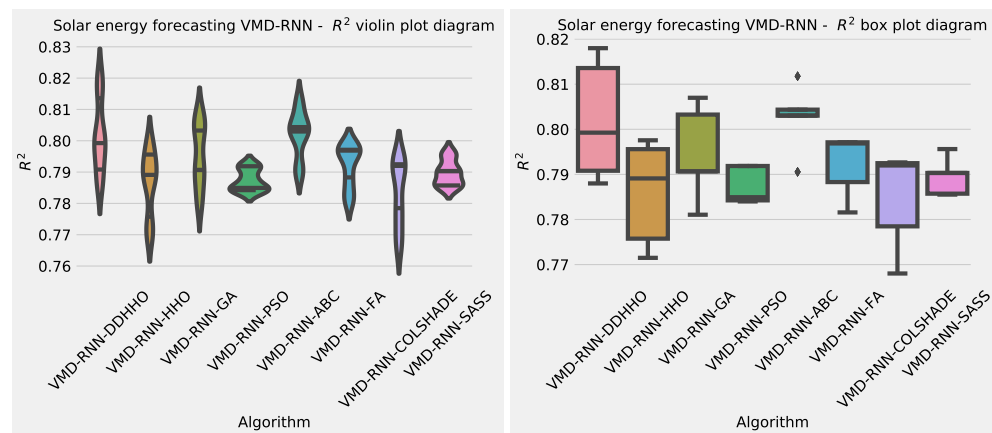 Solar energy forecasting VMD-RNN - R² violin plot diagram
0.83
0.82
0.81
0.80
0.79
0.78
0.77
0.76
R²
VMD-RNN-DDHHO
VMD-RNN-HHO
VMD-RNN-GA
VMD-RNN-PSO
VMD-RNN-ABC
VMD-RNN-FA
VMD-RNN-COLSHADE
VMD-RNN-SASS
Algorithm
Solar energy forecasting VMD-RNN - R² box plot diagram
0.82
0.81
0.80
0.79
0.78
0.77
R²
VMD-RNN-DDHHO
VMD-RNN-HHO
VMD-RNN-GA
VMD-RNN-PSO
VMD-RNN-ABC
VMD-RNN-FA
VMD-RNN-COLSHADE
VMD-RNN-SASS
Algorithm